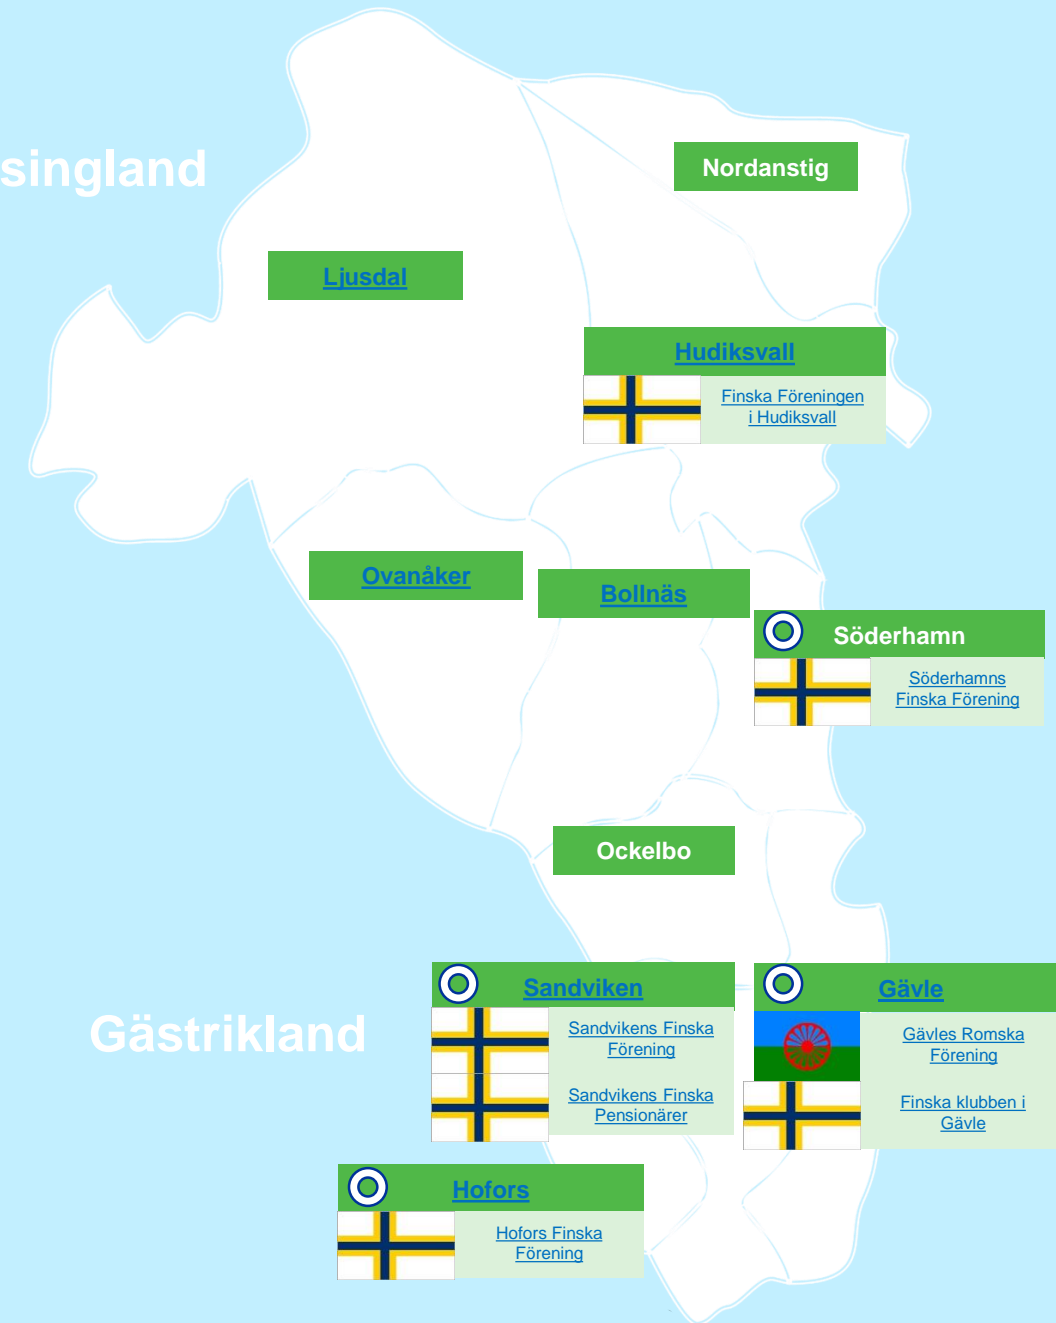 singland
Nordanstig
Ljusdal
Hudiksvall
Finska Föreningen
i Hudiksvall
Ovanåker
Bollnäs
Söderhamn
Söderhamns
Finska Förening
Ockelbo
Gästrikland
Sandviken
Sandvikens Finska
Förening
Sandvikens Finska
Pensionärer
Gävle
Gävles Romska
Förening
Finska klubben i
Gävle
Hofors
Hofors Finska
Förening